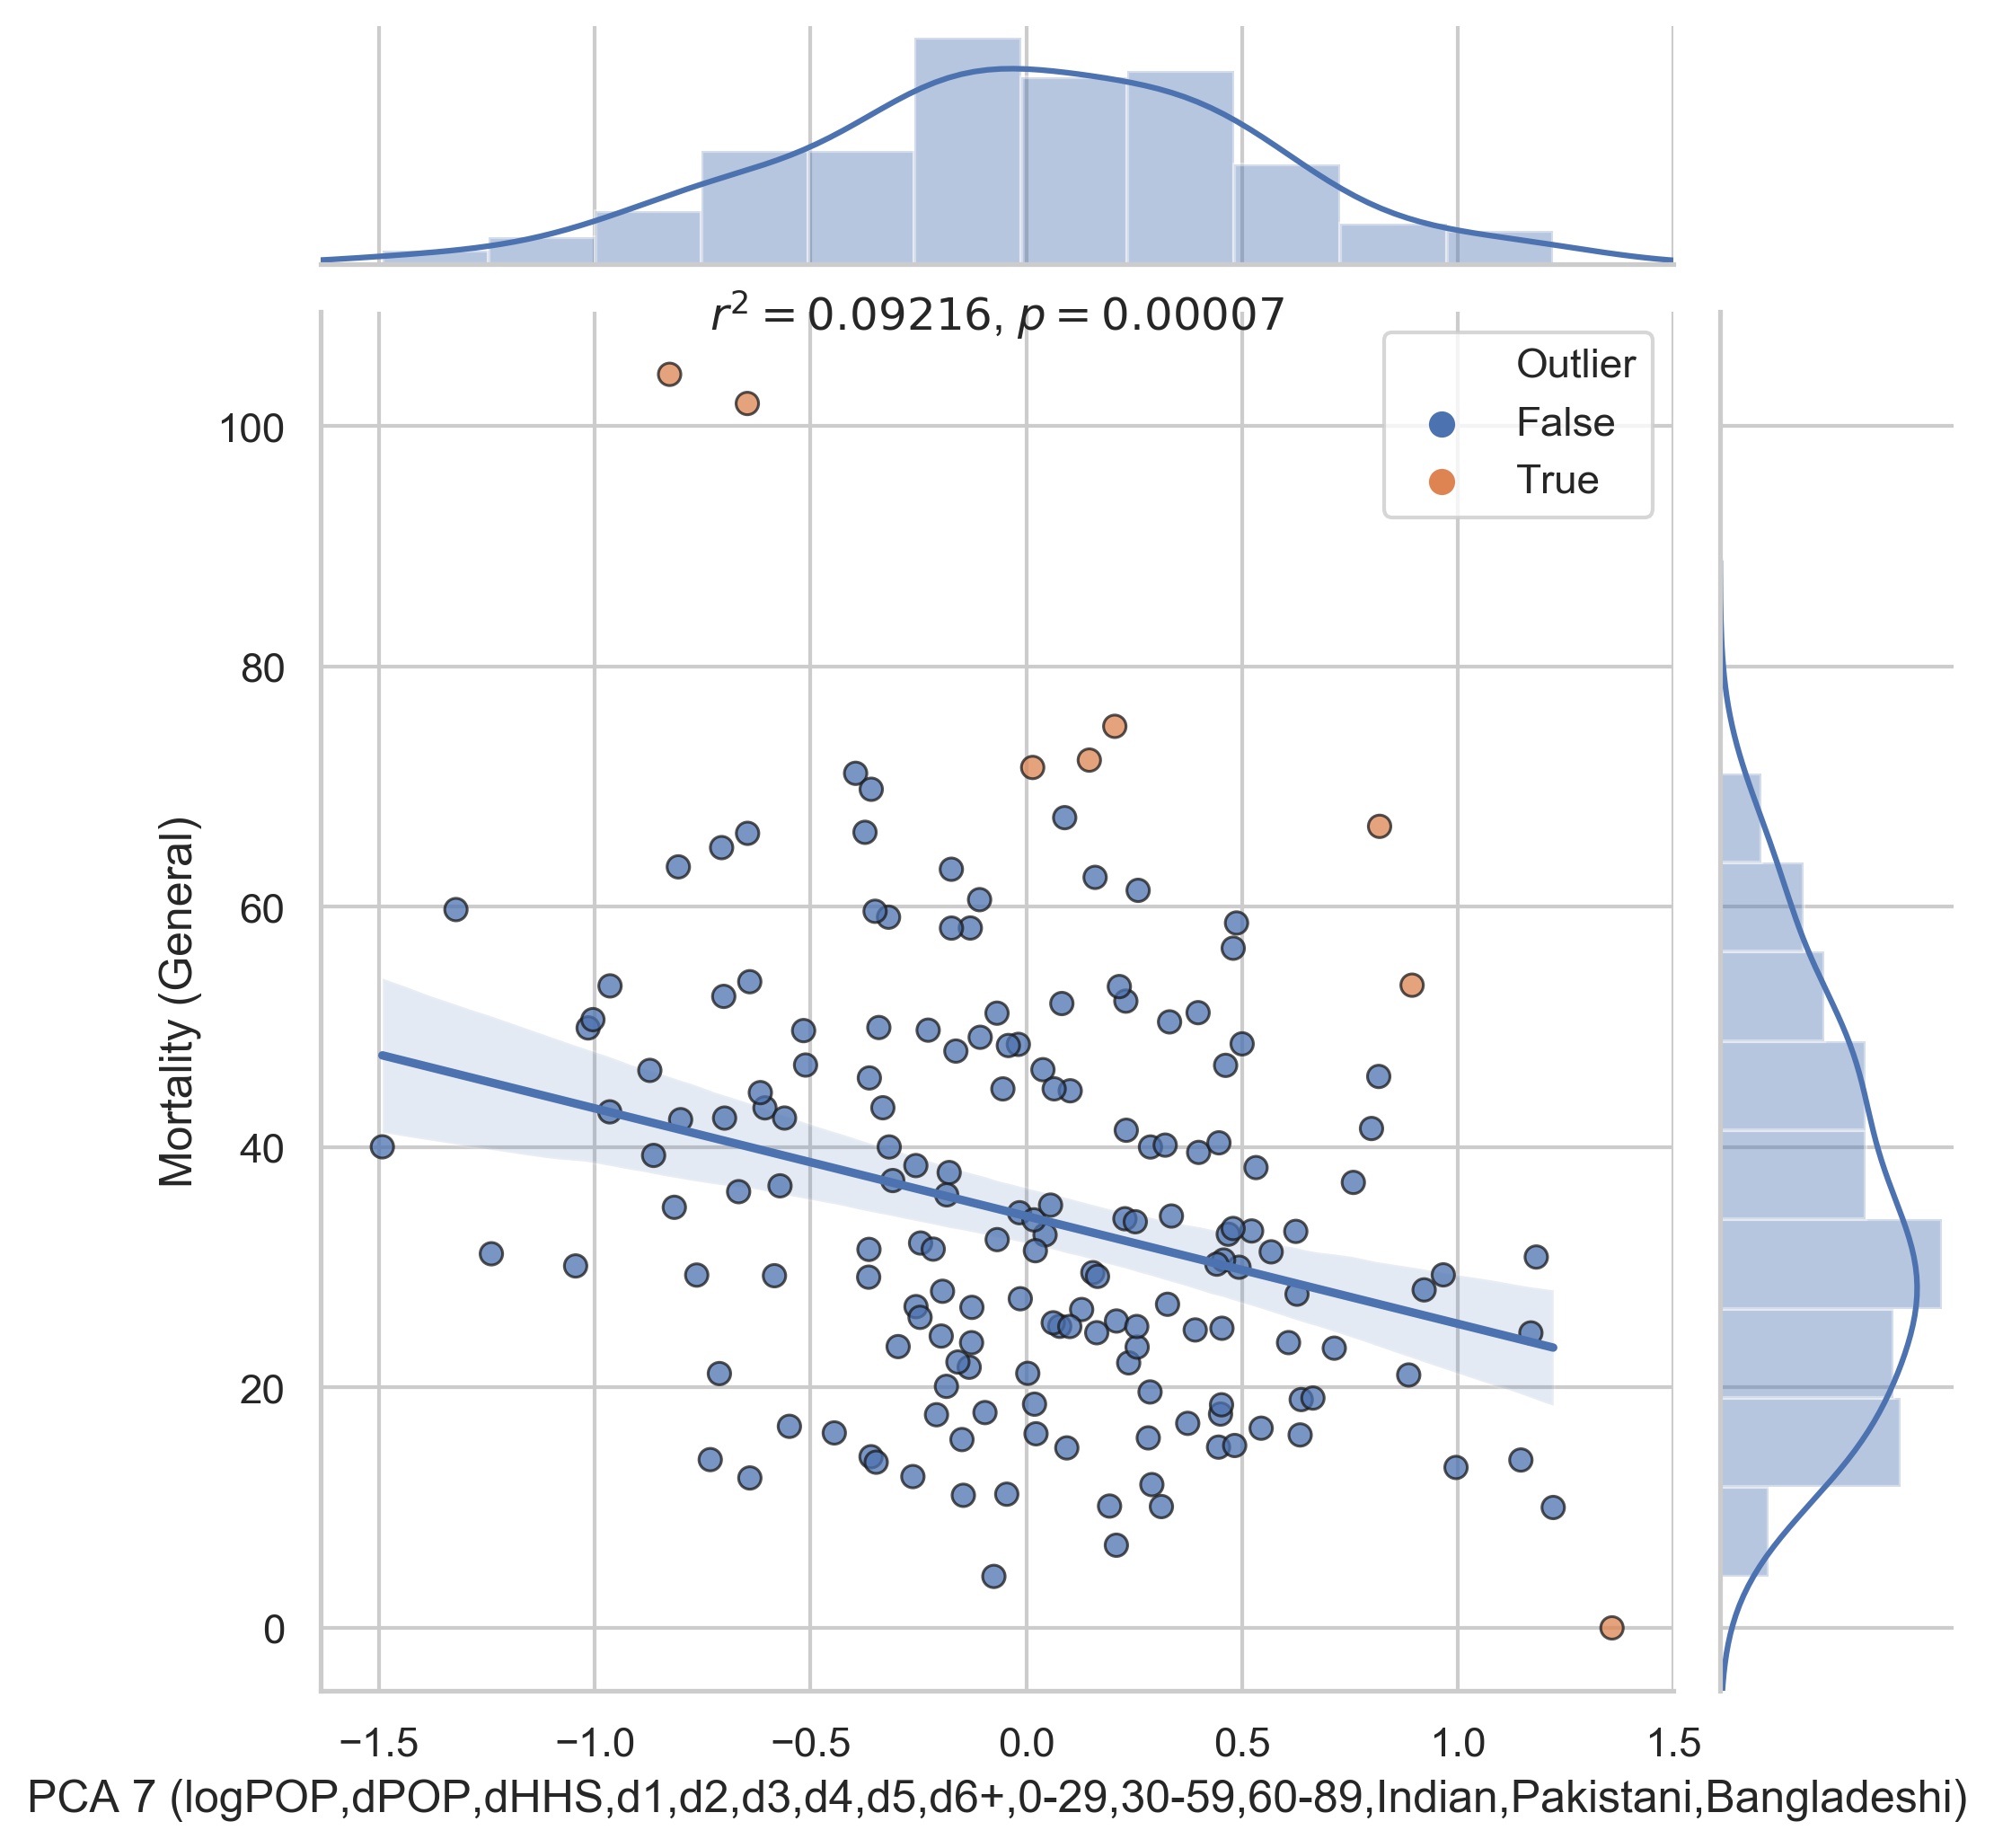 r² = 0.09216, p = 0.00007
Outlier
False
True
100
80
60
40
20
0
Mortality (General)
−1.5 −1.0 −0.5 0.0 0.5 1.0 1.5
PCA 7 (logPOP,dPOP,dHHS,d1,d2,d3,d4,d5,d6+,0-29,30-59,60-89,Indian,Pakistani,Bangladeshi)